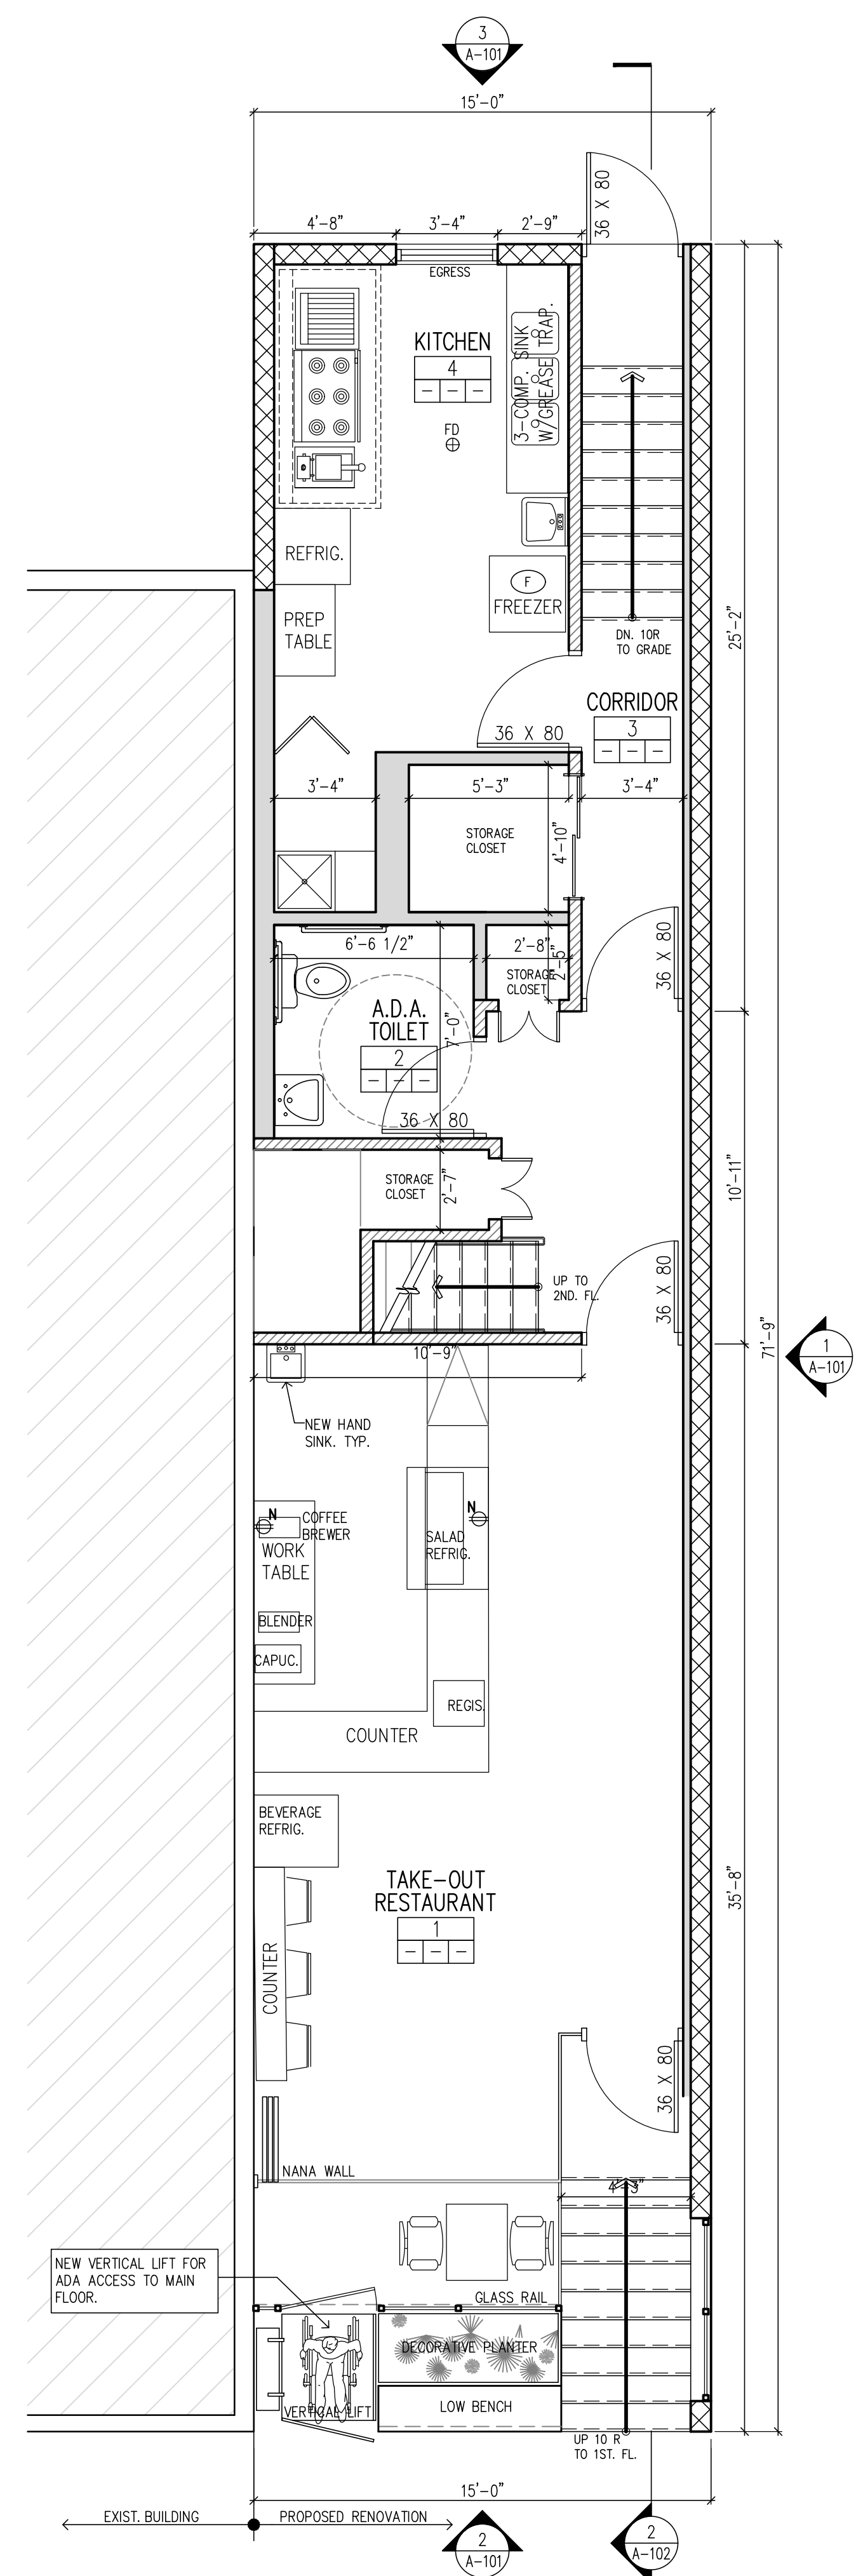 3
A-101
15'-0"
36 X 80
4'-8"
3'-4"
2'-9"
EGRESS
KITCHEN
4
- - -
3-COMP. SINK
W/GREASE TRAP.
FD
REFRIG.
F
FREEZER
PREP
TABLE
DN. 10R
TO GRADE
25'-2"
CORRIDOR
3
- - -
36 X 80
3'-4"
5'-3"
3'-4"
STORAGE
CLOSET
4'-10"
36 X 80
6'-6 1/2"
2'-8"
2'-5"
STORAGE
CLOSET
A.D.A.
TOILET
2
- - -
7'-0"
36 X 80
STORAGE
CLOSET
2'-7"
10'-11"
UP TO
2ND. FL.
36 X 80
71'-9"
1
A-101
10'-9"
NEW HAND
SINK. TYP.
N
COFFEE
BREWER
WORK
TABLE
N
SALAD
REFRIG.
BLENDER
CAPUC.
REGIS.
COUNTER
BEVERAGE
REFRIG.
TAKE-OUT
RESTAURANT
1
- - -
35'-8"
COUNTER
36 X 80
NANA WALL
4'-3"
NEW VERTICAL LIFT FOR
ADA ACCESS TO MAIN
FLOOR.
GLASS RAIL
DECORATIVE PLANTER
LOW BENCH
VERTICAL LIFT
UP 10 R
TO 1ST. FL.
15'-0"
EXIST. BUILDING
PROPOSED RENOVATION
2
A-101
2
A-102